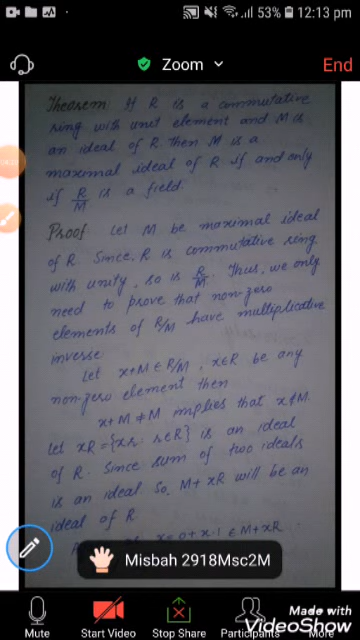 53% 12:13 pm
Zoom
End
Theorem If R is a commutative
ring with unit element and M is
an ideal of R. then M is a
maximal ideal of R if and only
if R/M is a field.
Proof Let M be maximal ideal
of R. Since R is commutative ring
with unity, so is R/M. Thus, we only
need to prove that non-zero
elements of R/M have multiplicative
inverse
Let x+M ∈ R/M, x∈R be any
non-zero element then
x+M ≠ M implies that x∉M.
Let xR = {xr: r∈R} is an ideal
of R. Since sum of two ideals
is an ideal So, M+xR will be an
ideal of R
x = 0 + x·1 ∈ M+xR
Misbah 2918Msc2M
Mute
Start Video
Stop Share
Participants
More
Made with
VideoShow